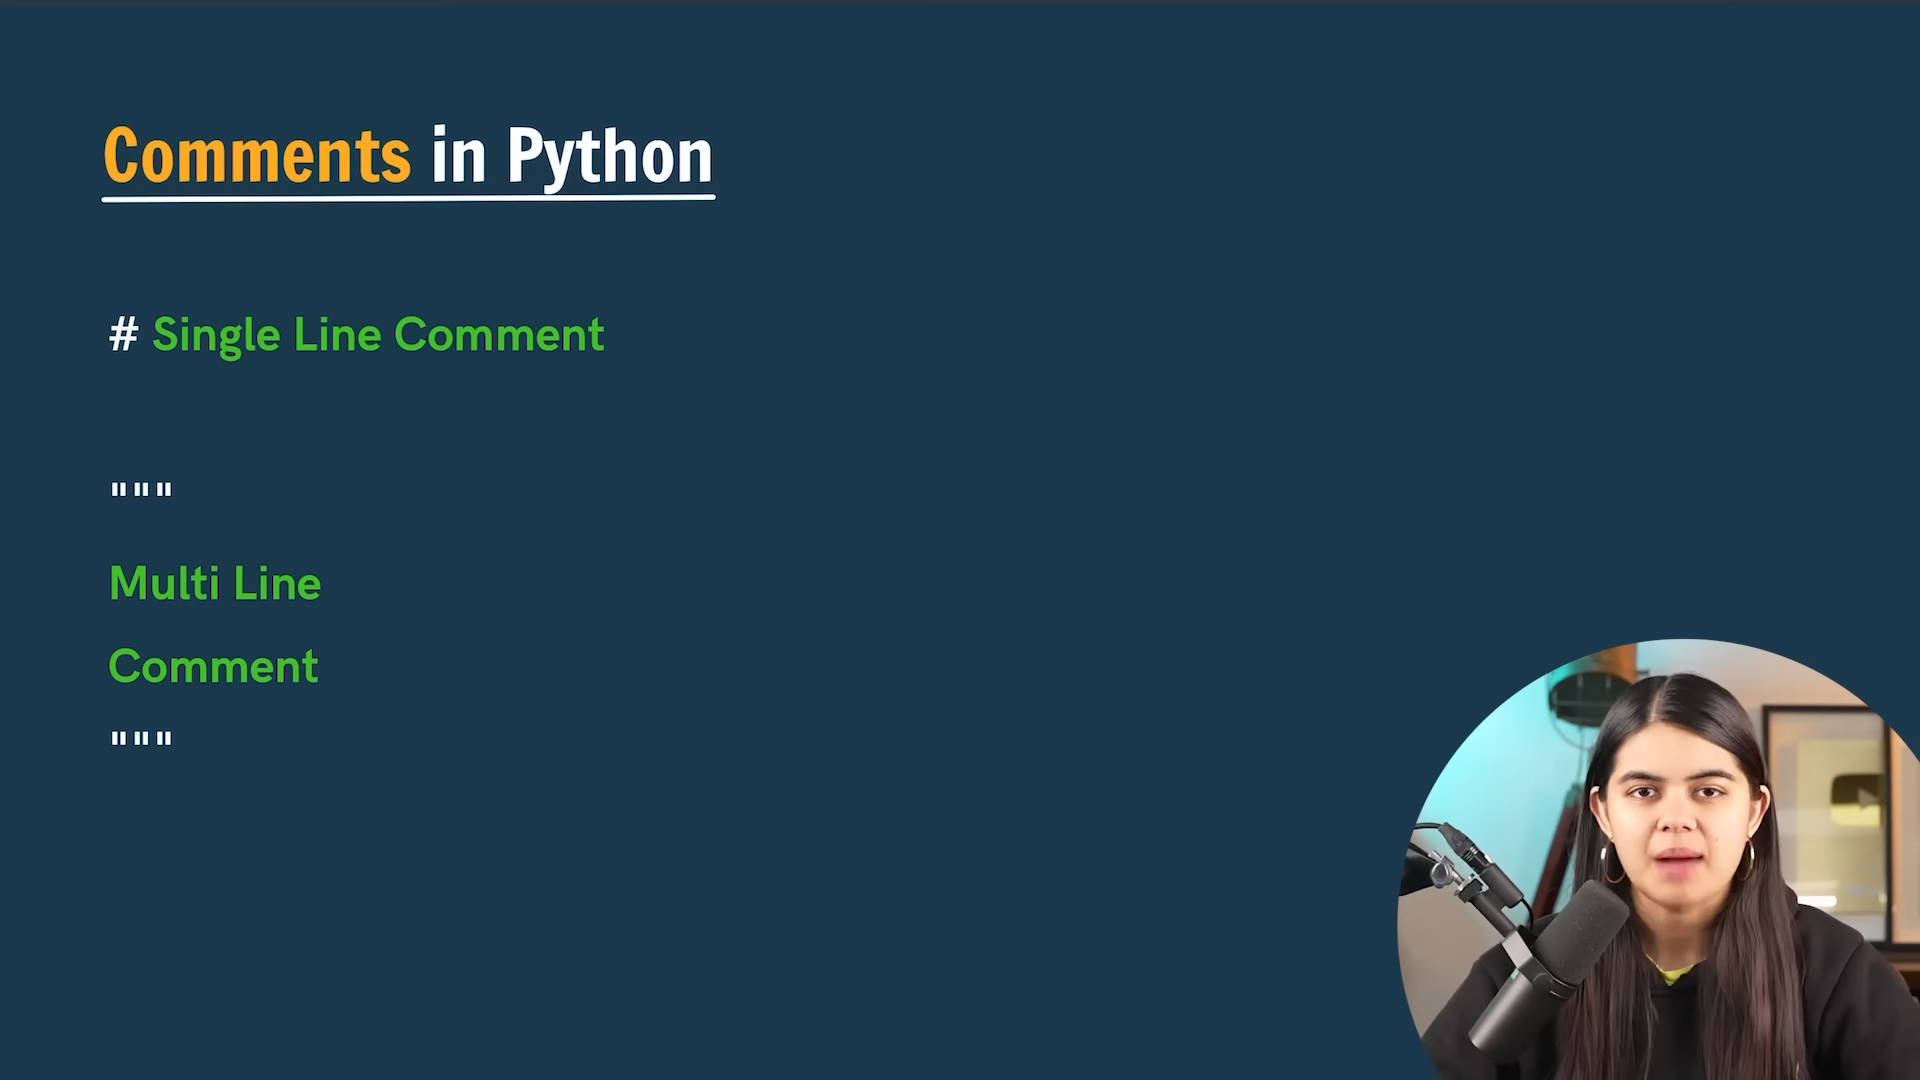 Comments in Python
# Single Line Comment
"""
Multi Line
Comment
"""